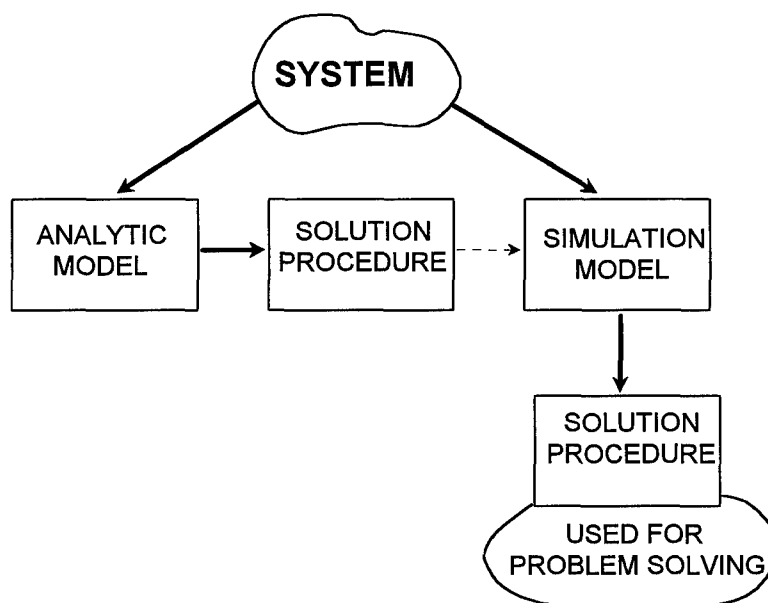 SYSTEM
ANALYTIC
MODEL
SOLUTION
PROCEDURE
SIMULATION
MODEL
SOLUTION
PROCEDURE
USED FOR
PROBLEM SOLVING